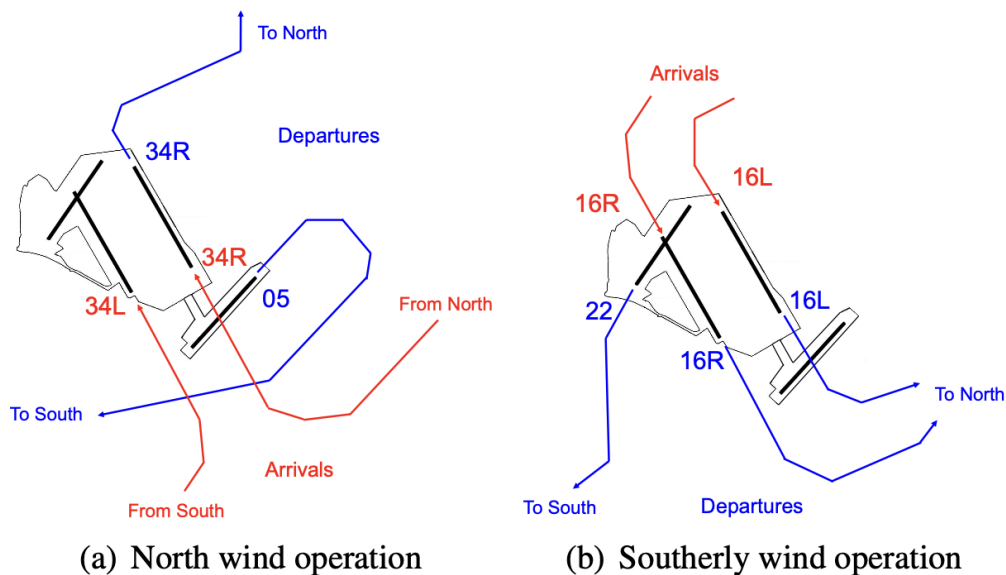 To North
Departures
34R
34R
34L
05
From North
To South
Arrivals
From South
(a) North wind operation
Arrivals
16R
16L
22
16R
16L
To North
To South
Departures
(b) Southerly wind operation